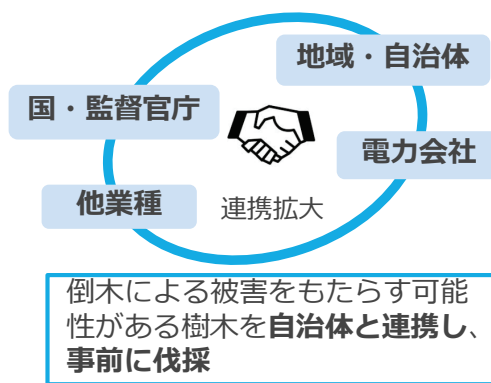 地域・自治体
国・監督官庁
電力会社
他業種
連携拡大
倒木による被害をもたらす可能
性がある樹木を自治体と連携し、
事前に伐採